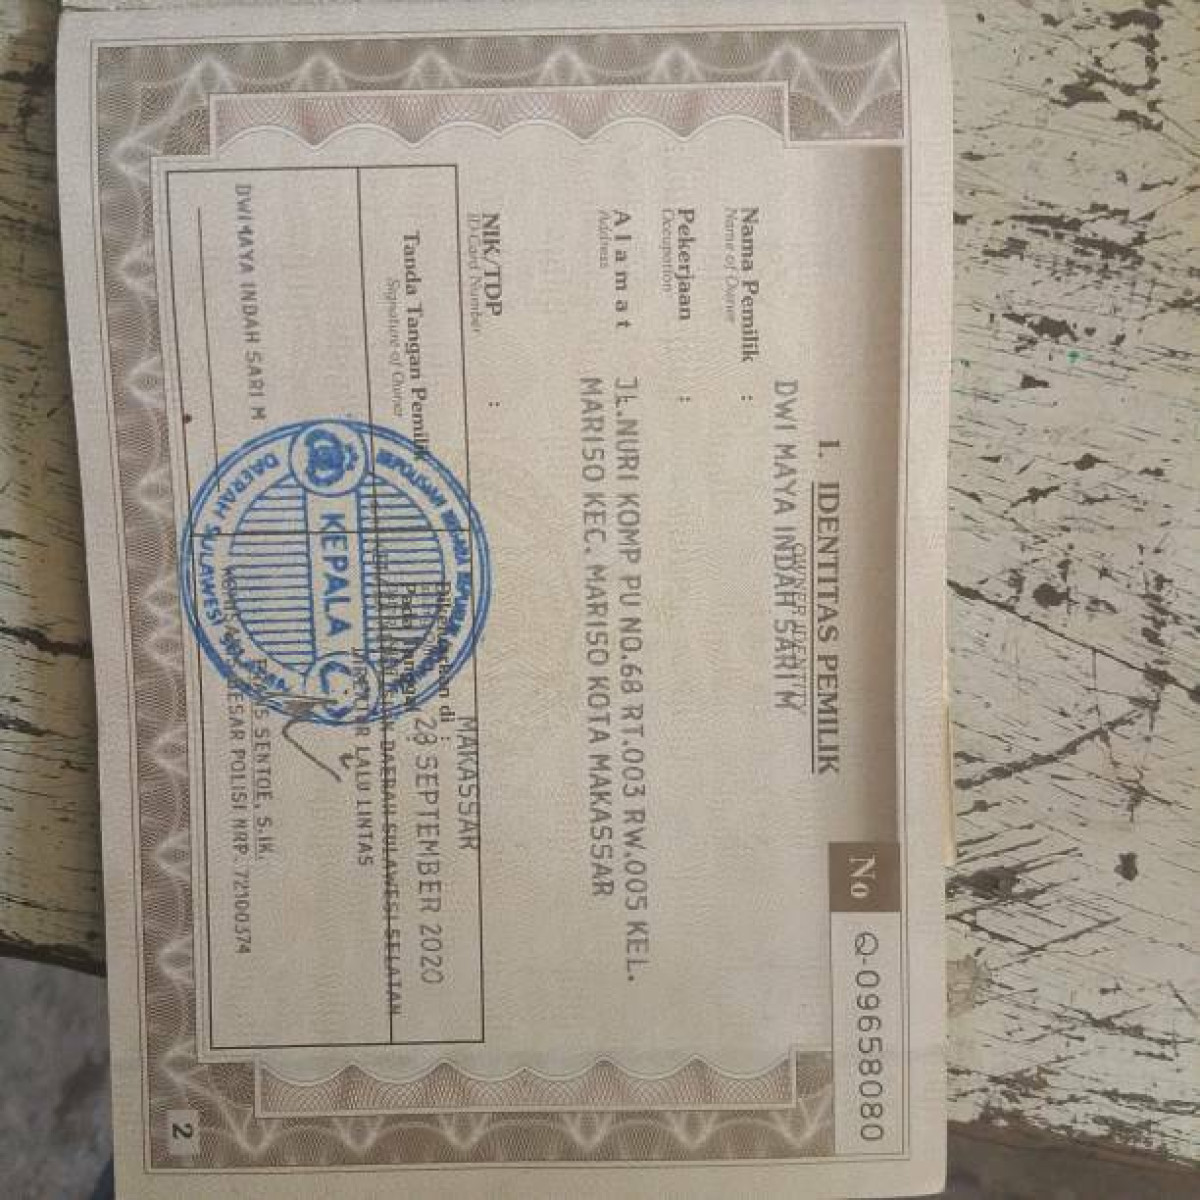 No Q-09658080
1. IDENTITAS PEMILIK
OWNER IDENTITY
DWI MAYA INDAH SARI M
Nama Pemilik :
Name of Owner
Pekerjaan :
Occupation
Alamat JL.NURI KOMP PU NO.68 RT.003 RW.005 KEL.
Address
MARISO KEC. MARISO KOTA MAKASSAR
NIK/TDP :
ID Card Number
MAKASSAR
Dikeluarkan di :
Tanda Tangan Pemilik
Signature of Owner
Pada Tanggal 28 SEPTEMBER 2020
DAERAH SULAWESI SELATAN
LALU LINTAS
KEPALA
DAERAH SULAWESI SELATAN
DWI MAYA INDAH SARI M
SENTOE, S.IK.
BESAR POLISI NRP. 72100374
2